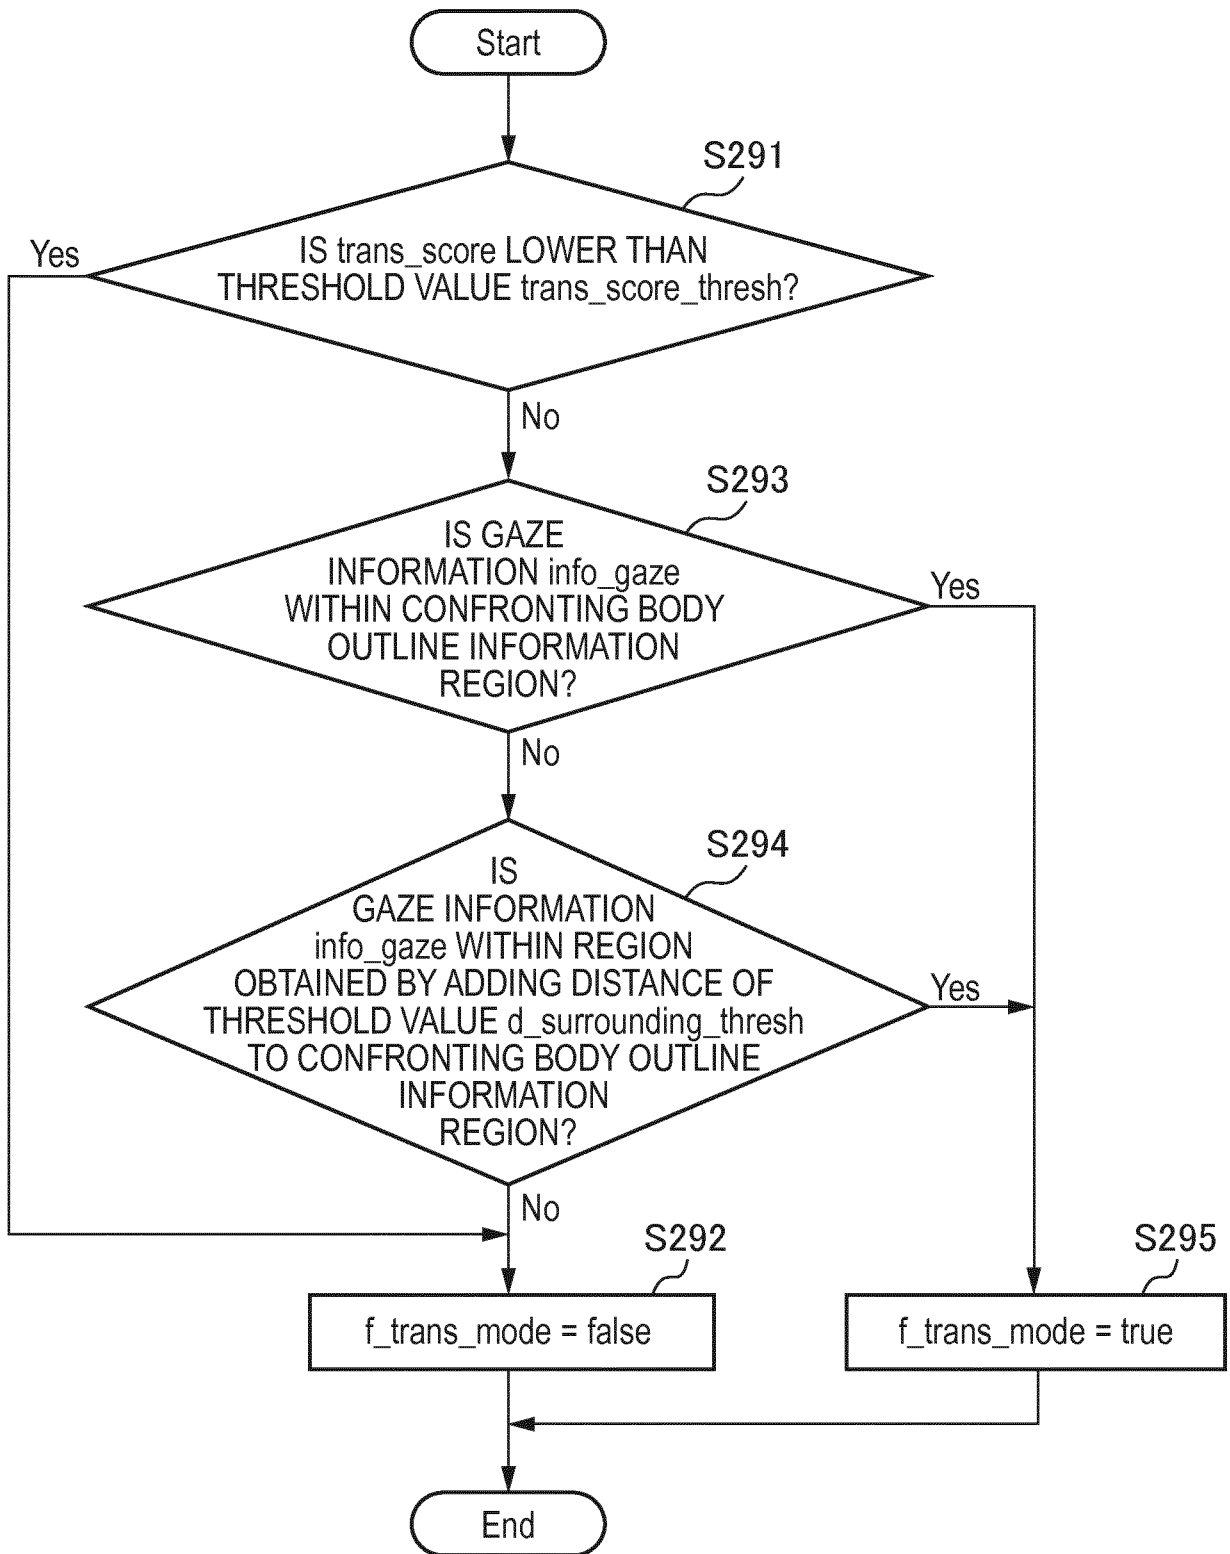 Start
S291
Yes
IS trans_score LOWER THAN
THRESHOLD VALUE trans_score_thresh?
No
S293
IS GAZE
INFORMATION info_gaze
WITHIN CONFRONTING BODY
OUTLINE INFORMATION
REGION?
Yes
No
S294
IS
GAZE INFORMATION
info_gaze WITHIN REGION
OBTAINED BY ADDING DISTANCE OF
THRESHOLD VALUE d_surrounding_thresh
TO CONFRONTING BODY OUTLINE
INFORMATION
REGION?
Yes
No
S292
f_trans_mode = false
S295
f_trans_mode = true
End